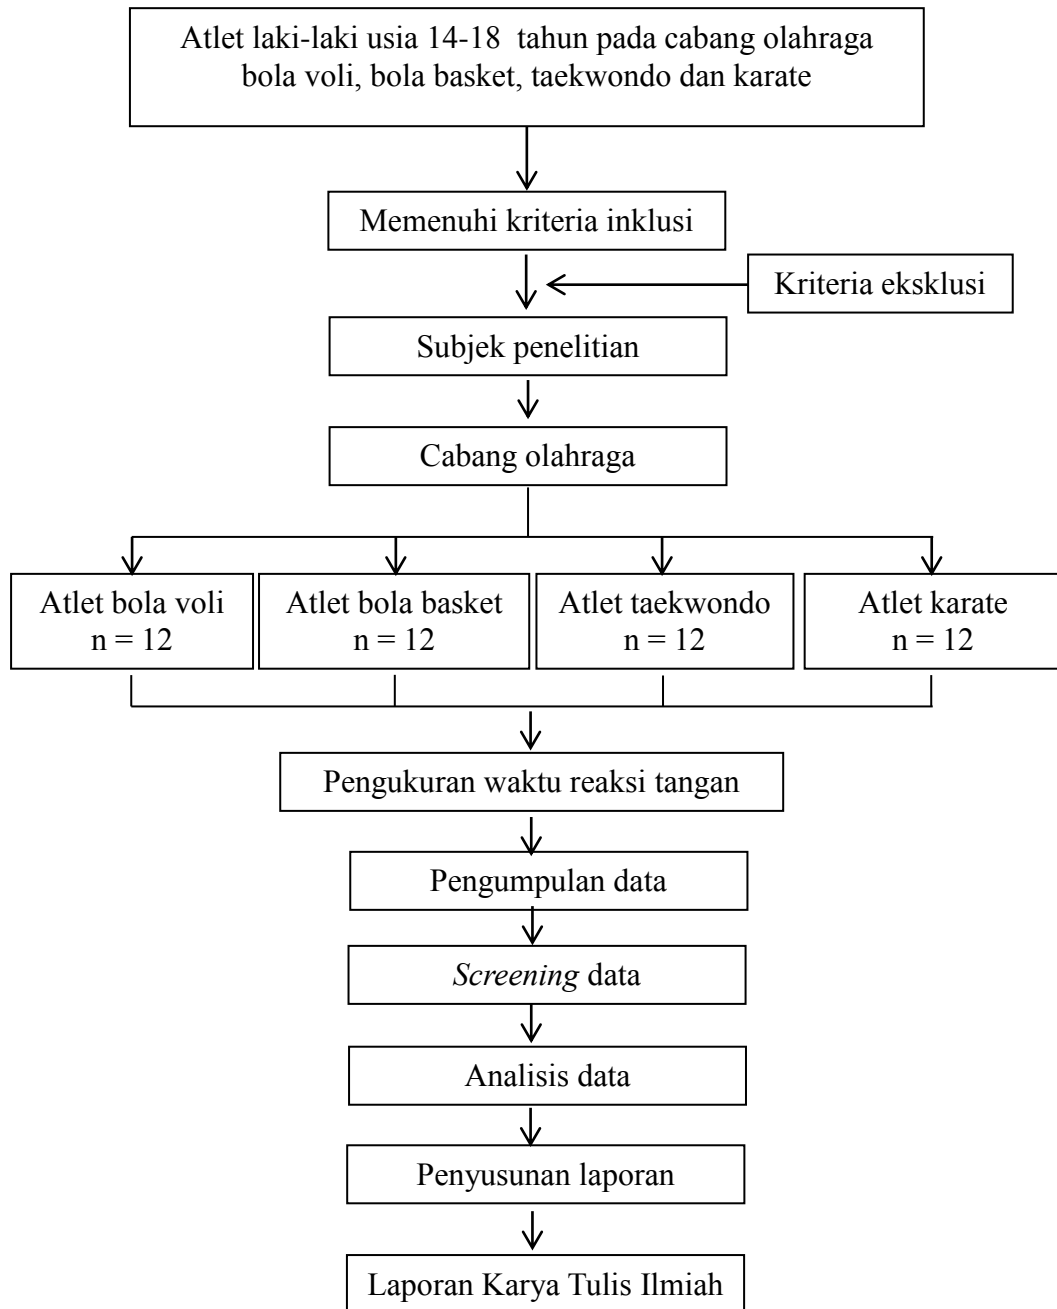 Atlet laki-laki usia 14-18  tahun pada cabang olahraga
bola voli, bola basket, taekwondo dan karate
Memenuhi kriteria inklusi
Kriteria eksklusi
Subjek penelitian
Cabang olahraga
Atlet bola voli
n = 12
Atlet bola basket
n = 12
Atlet taekwondo
n = 12
Atlet karate
n = 12
Pengukuran waktu reaksi tangan
Pengumpulan data
Screening data
Analisis data
Penyusunan laporan
Laporan Karya Tulis Ilmiah